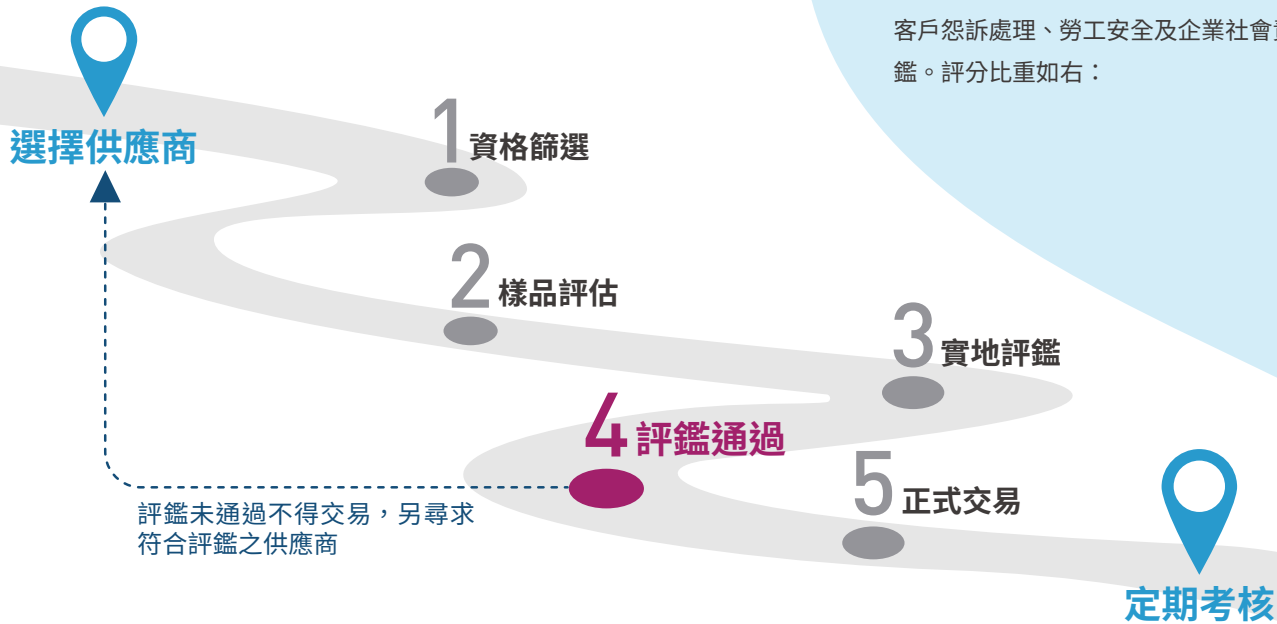 客戶怨訴處理、勞工安全及企業社會
鑑。評分比重如右：
選擇供應商
1 資格篩選
2 樣品評估
3 實地評鑑
4 評鑑通過
5 正式交易
評鑑未通過不得交易，另尋求
符合評鑑之供應商
定期考核